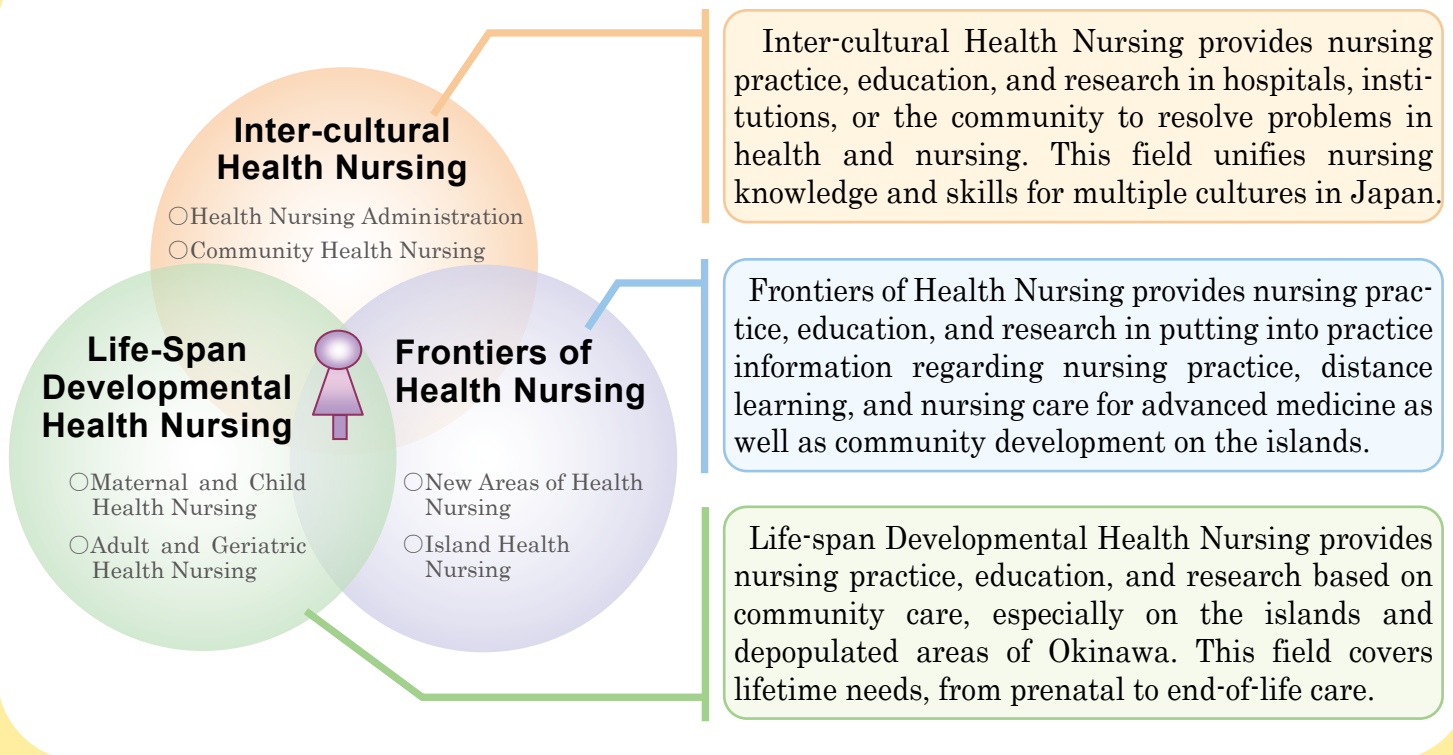 Inter-cultural
Health Nursing
○Health Nursing Administration
○Community Health Nursing
Life-Span
Developmental
Health Nursing
○Maternal and Child
Health Nursing
○Adult and Geriatric
Health Nursing
Frontiers of
Health Nursing
○New Areas of Health
Nursing
○Island Health
Nursing
Inter-cultural Health Nursing provides nursing
practice, education, and research in hospitals, insti-
tutions, or the community to resolve problems in
health and nursing. This field unifies nursing
knowledge and skills for multiple cultures in Japan.
Frontiers of Health Nursing provides nursing prac-
tice, education, and research in putting into practice
information regarding nursing practice, distance
learning, and nursing care for advanced medicine as
well as community development on the islands.
Life-span Developmental Health Nursing provides
nursing practice, education, and research based on
community care, especially on the islands and
depopulated areas of Okinawa. This field covers
lifetime needs, from prenatal to end-of-life care.